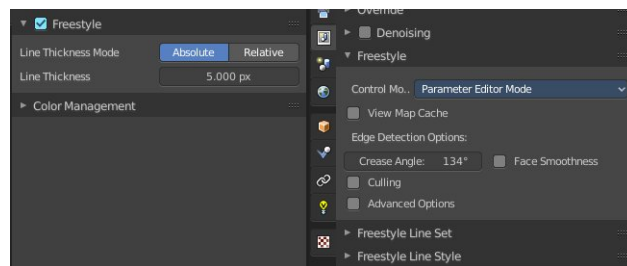 Freestyle
Line Thickness Mode Absolute Relative
Line Thickness 5.000 px
Color Management
Override
Denoising
Freestyle
Control Mo.. Parameter Editor Mode
View Map Cache
Edge Detection Options:
Crease Angle: 134° Face Smoothness
Culling
Advanced Options
Freestyle Line Set
Freestyle Line Style